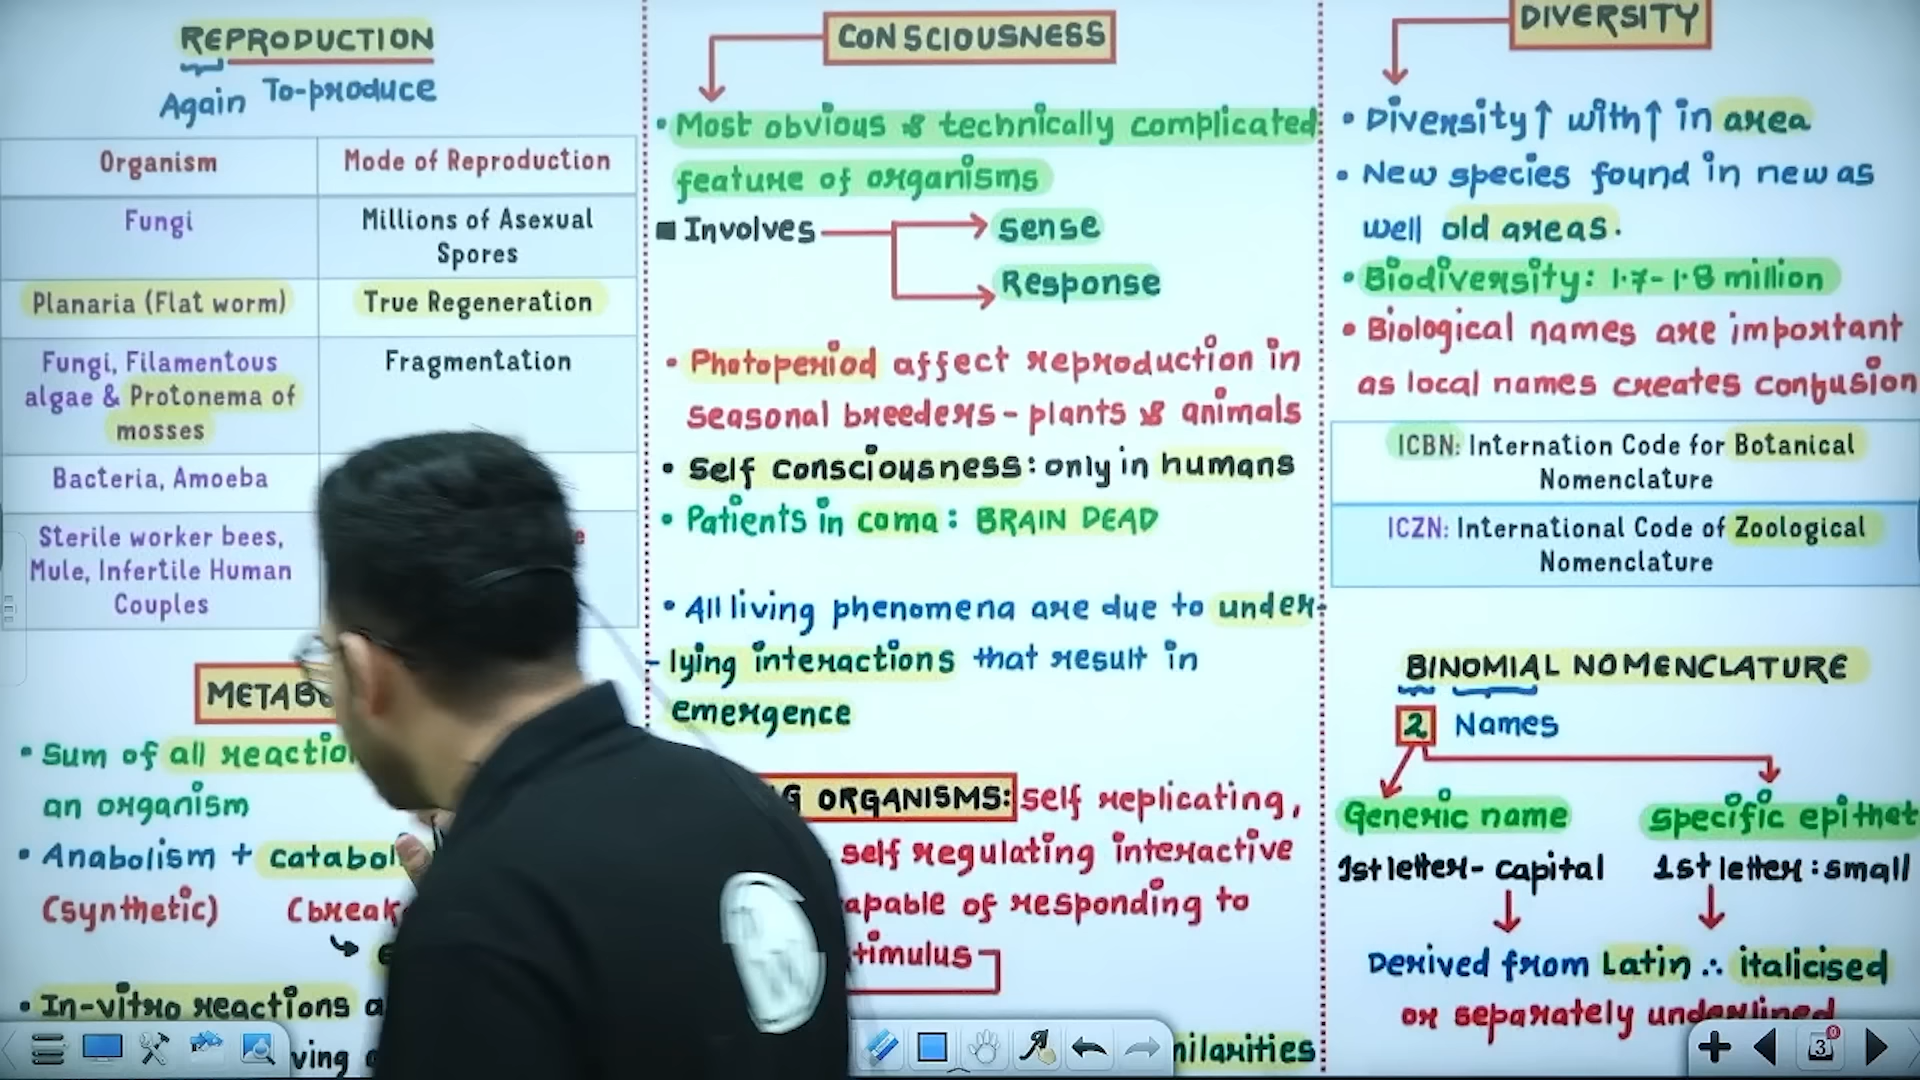 REPRODUCTION
Again To-produce
Organism Mode of Reproduction
Fungi Millions of Asexual
Spores
Planaria (Flat worm) True Regeneration
Fungi, Filamentous Fragmentation
algae & Protonema of
mosses
Bacteria, Amoeba
Sterile worker bees,
Mule, Infertile Human
Couples
METAB
Sum of all reactio
an organism
Anabolism + catabol
(synthetic) (break
In-vitro reactions a
ving
CONSCIOUSNESS
Most obvious & technically complicated
feature of organisms
Involves sense
Response
Photoperiod affect reproduction in
seasonal breeders - plants & animals
Self consciousness: only in humans
Patients in coma: BRAIN DEAD
All living phenomena are due to under-
-lying interactions that result in
emergence
G ORGANISMS: self replicating,
self regulating interactive
apable of responding to
timulus
milarities
DIVERSITY
Diversity↑ with↑ in area
New species found in new as
well old areas.
Biodiversity: 1.7-1.8 million
Biological names are important
as local names creates confusion
ICBN: Internation Code for Botanical
Nomenclature
ICZN: International Code of Zoological
Nomenclature
BINOMIAL NOMENCLATURE
2 Names
Generic name specific epithet
1st letter- capital 1st letter: small
Derived from Latin ∴ italicised
or separately underlined
3